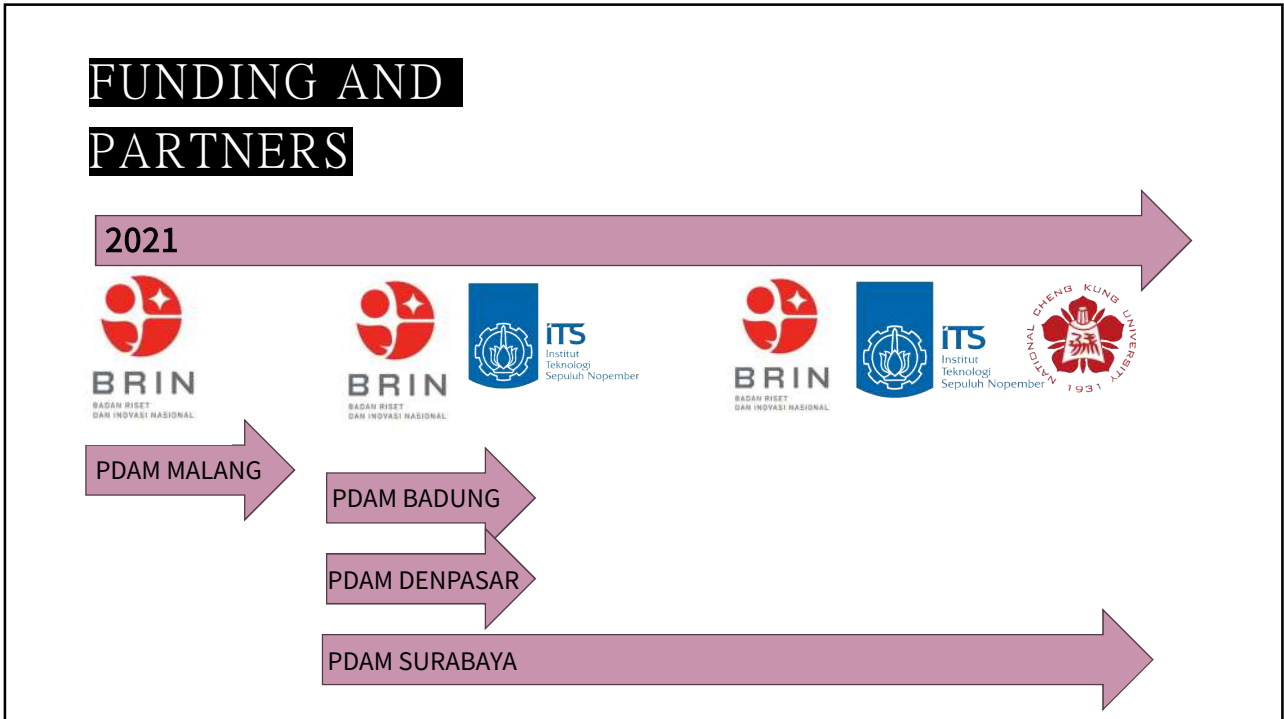 FUNDING AND
PARTNERS
2021
BRIN
BADAN RISET
DAN INOVASI NASIONAL
BRIN
BADAN RISET
DAN INOVASI NASIONAL
iTS
Institut
Teknologi
Sepuluh Nopember
BRIN
BADAN RISET
DAN INOVASI NASIONAL
iTS
Institut
Teknologi
Sepuluh Nopember
NATIONAL CHENG KUNG UNIVERSITY
1931
PDAM MALANG
PDAM BADUNG
PDAM DENPASAR
PDAM SURABAYA